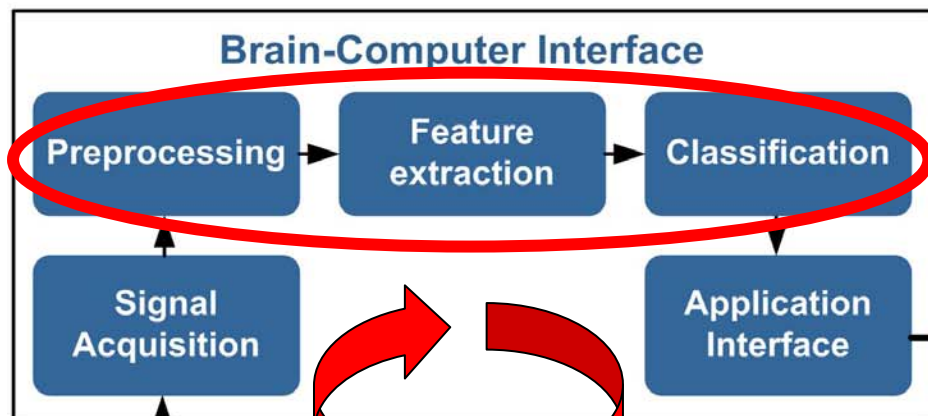 Brain-Computer Interface
Preprocessing
Feature
extraction
Classification
Signal
Acquisition
Application
Interface